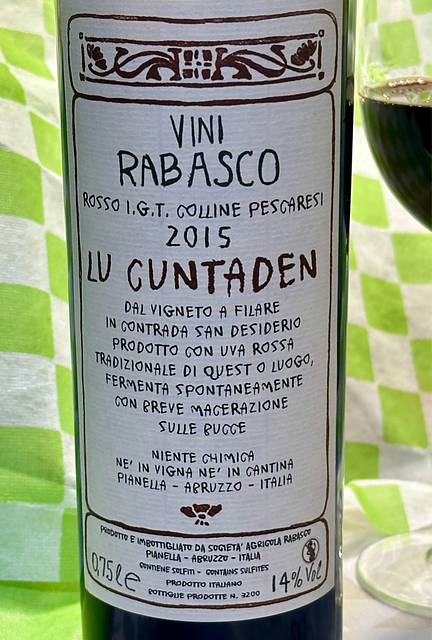 VINI
RABASCO
ROSSO I.G.T. COLLINE PESCARESI
2015
LU CUNTADEN
DAL VIGNETO A FILARE
IN CONTRADA SAN DESIDERIO
PRODOTTO CON UVA ROSSA
TRADIZIONALE DI QUEST O LUOGO,
FERMENTA SPONTANEAMENTE
CON BREVE MACERAZIONE
SULLE BUCCE
NIENTE CHIMICA
NE' IN VIGNA NE' IN CANTINA
PIANELLA - ABRUZZO - ITALIA
PRODOTTO E IMBOTTIGLIATO DA SOCIETA' AGRIGOLA RABASCO
PIANELLA - ABRUZZO - ITALIA
CONTIENE SOLFITI - CONTAINS SULFITES
PRODOTTO ITALIANO
BOTTIGLIE PRODOTTE N. 3200
0,75 L e
14% Vol